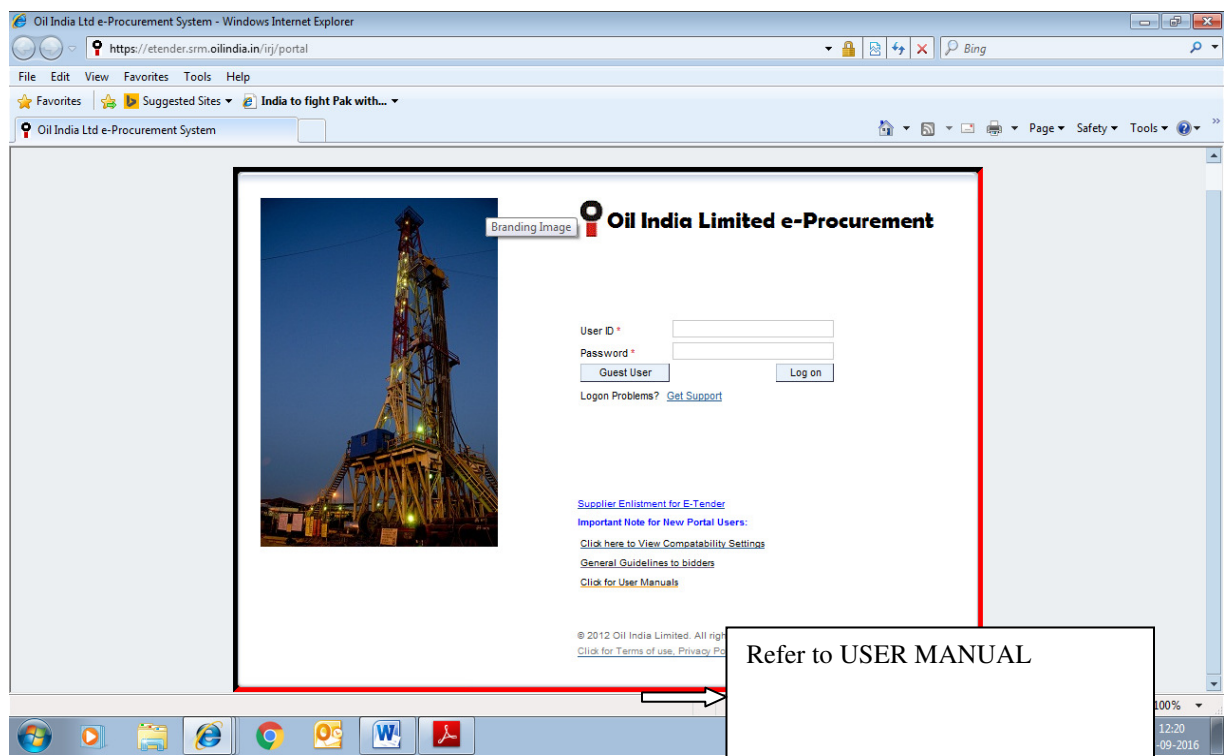 Oil India Ltd e-Procurement System - Windows Internet Explorer
https://etender.srm.oilindia.in/irj/portal
Bing
File Edit View Favorites Tools Help
Favorites Suggested Sites India to fight Pak with...
Oil India Ltd e-Procurement System
Page Safety Tools
Branding Image
Oil India Limited e-Procurement
User ID *
Password *
Guest User Log on
Logon Problems? Get Support
Supplier Enlistment for E-Tender
Important Note for New Portal Users:
Click here to View Compatability Settings
General Guidelines to bidders
Click for User Manuals
© 2012 Oil India Limited. All righ
Click for Terms of use, Privacy Po
Refer to USER MANUAL
100%
12:20
-09-2016